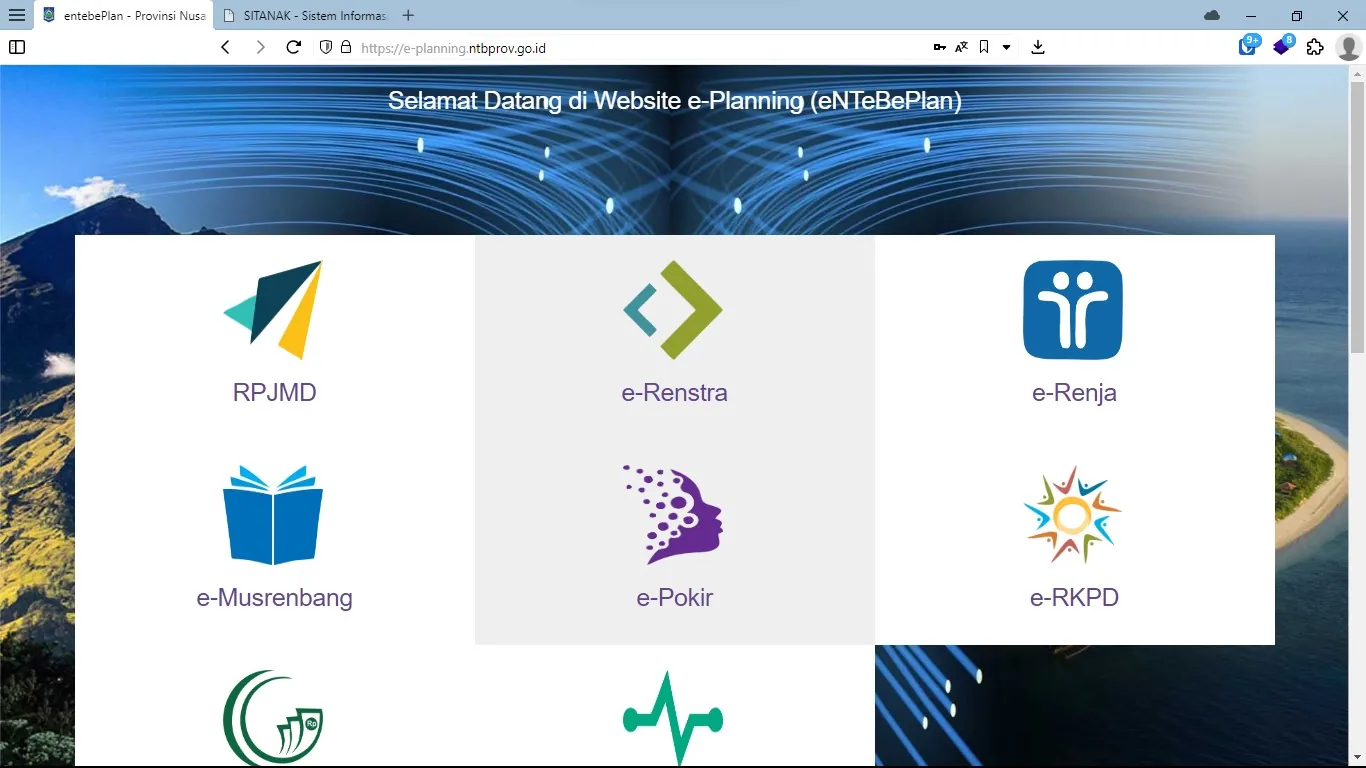 entebePlan - Provinsi Nusa
SITANAK - Sistem Informas
https://e-planning.ntbprov.go.id
9+
8
Selamat Datang di Website e-Planning (eNTeBePlan)
RPJMD
e-Renstra
e-Renja
e-Musrenbang
e-Pokir
e-RKPD
Rp